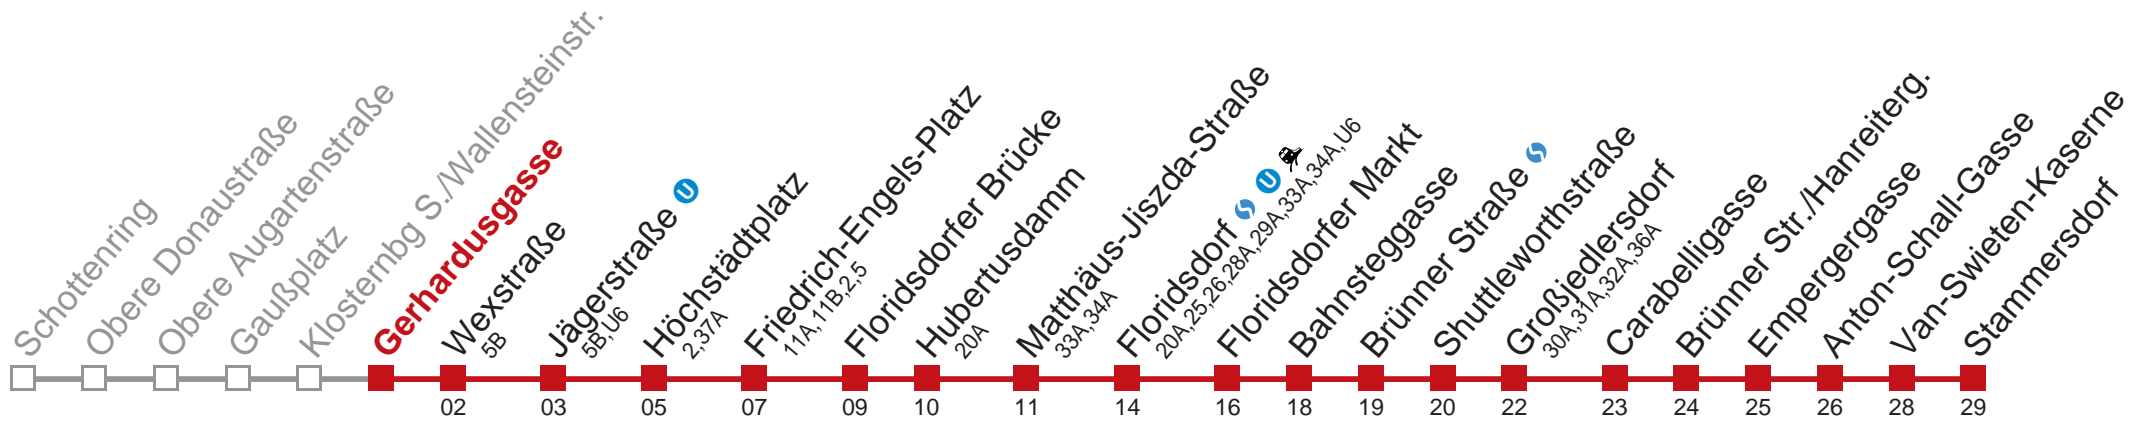 Schottenring
Obere Donaustraße
Obere Augartenstraße
Gaußplatz
Klosternbg S./Wallensteinstr.
Gerhardusgasse
Wexstraße
5B
Jägerstraße U
5B,U6
Höchstädtplatz
2,37A
Friedrich-Engels-Platz
11A,11B,2,5
Floridsdorfer Brücke
Hubertusdamm
20A
Matthäus-Jiszda-Straße
33A,34A
Floridsdorf S U
20A,25,26,28A,29A,33A,34A,U6
Floridsdorfer Markt
Bahnsteggasse
Brünner Straße S
Shuttleworthstraße
Großjedlersdorf
30A,31A,32A,36A
Carabelligasse
Brünner Str./Hanreiterg.
Empergergasse
Anton-Schall-Gasse
Van-Swieten-Kaserne
Stammersdorf
02 03 05 07 09 10 11 14 16 18 19 20 22 23 24 25 26 28 29